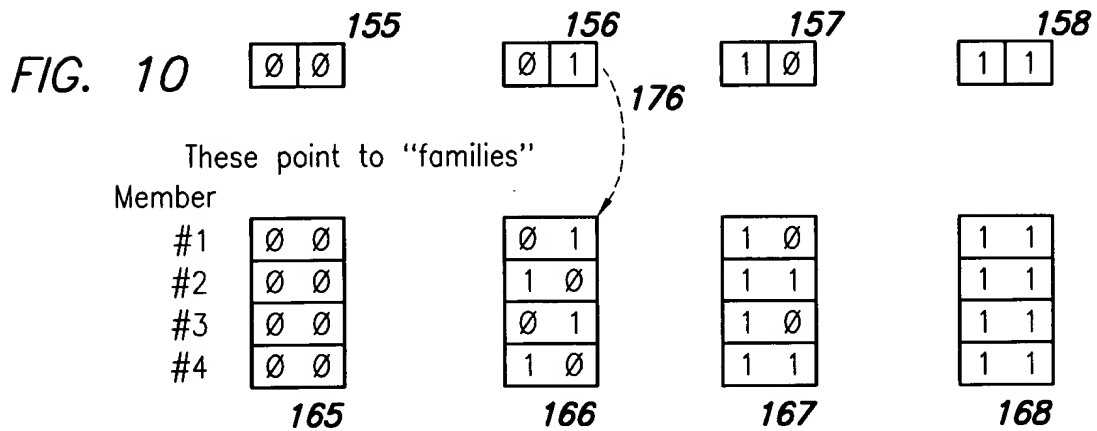 155 156 157 158
FIG. 10 Ø Ø Ø 1 1 Ø 1 1
176
These point to "families"
Member
#1 Ø Ø Ø 1 1 Ø 1 1
#2 Ø Ø 1 Ø 1 1 1 1
#3 Ø Ø Ø 1 1 Ø 1 1
#4 Ø Ø 1 Ø 1 1 1 1
165 166 167 168